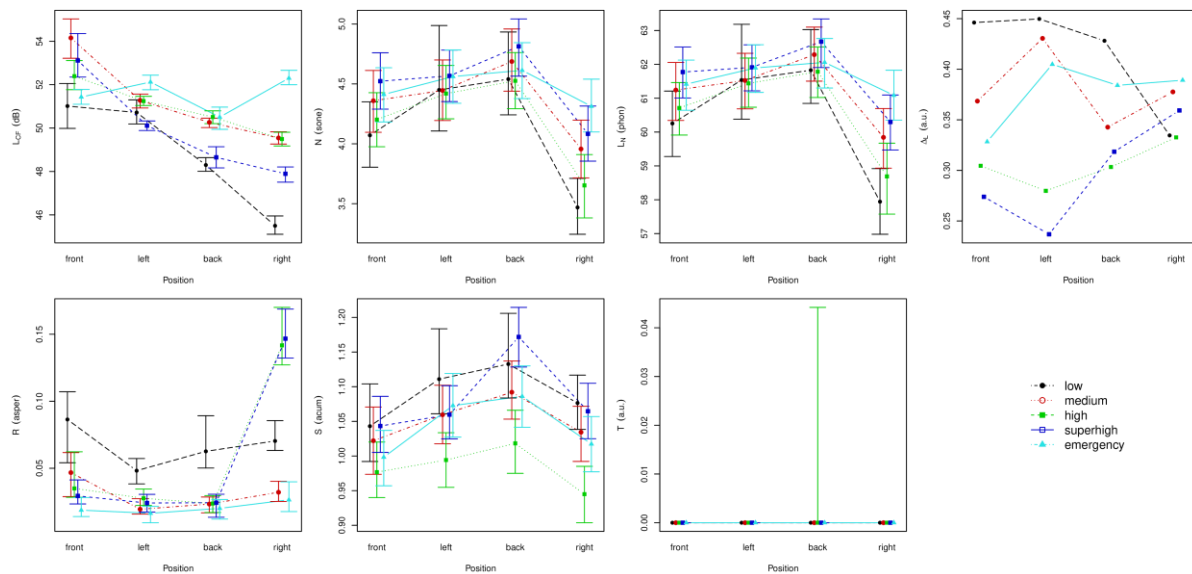 L_CF (dB)
54
52
50
48
46
front left back right
Position
N (sone)
5.0
4.5
4.0
3.5
front left back right
Position
L_N (phon)
63
62
61
60
59
58
57
front left back right
Position
Δ_L (a.u.)
0.45
0.40
0.35
0.30
0.25
front left back right
Position
R (asper)
0.15
0.10
0.05
front left back right
Position
S (acum)
1.20
1.15
1.10
1.05
1.00
0.95
0.90
front left back right
Position
T (a.u.)
0.04
0.03
0.02
0.01
0.00
front left back right
Position
low
medium
high
superhigh
emergency